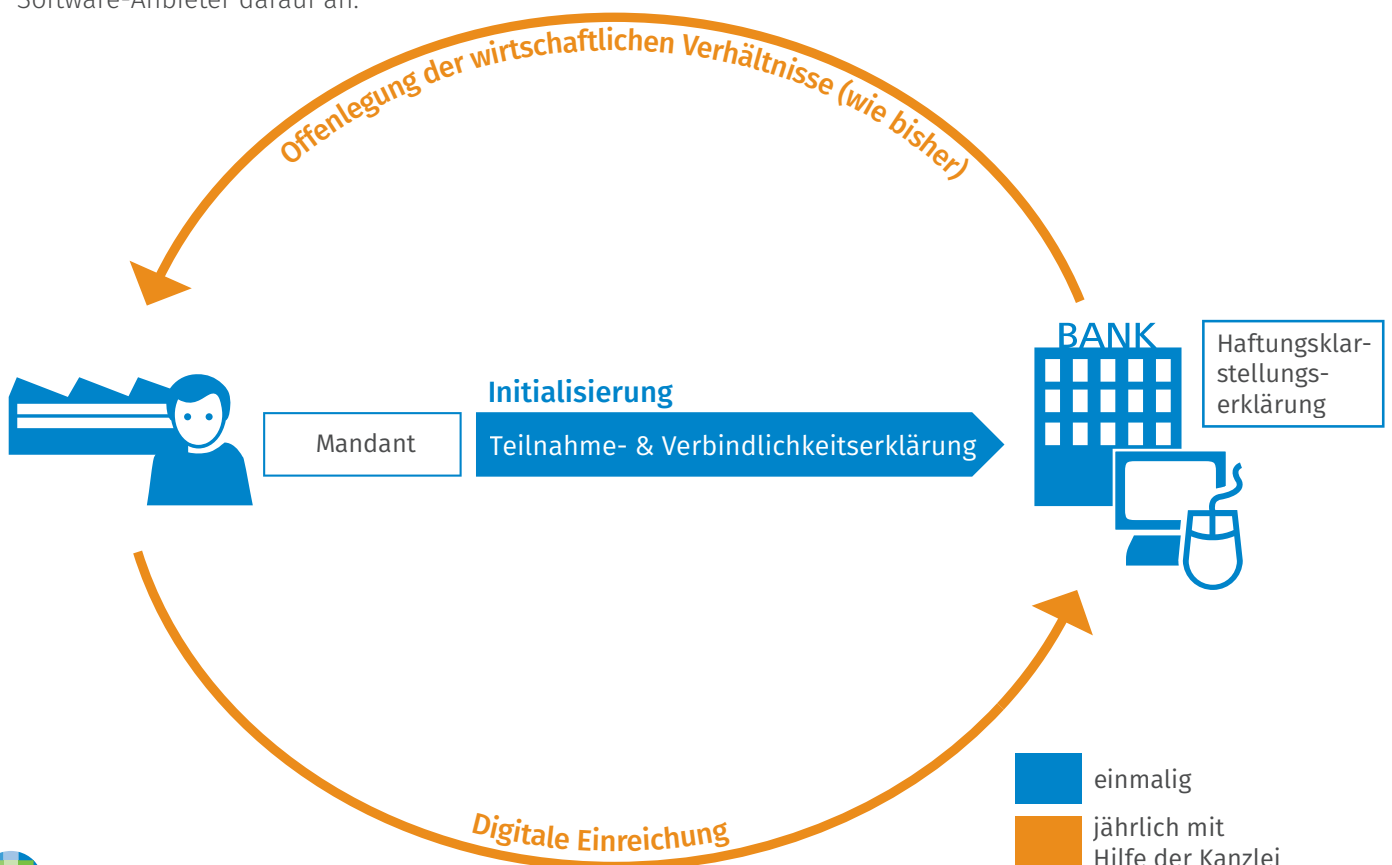 Software-Anbieter darauf an.
Offenlegung der wirtschaftlichen Verhältnisse (wie bisher)
BANK
Haftungsklar-
stellungs-
erklärung
Initialisierung
Mandant
Teilnahme- & Verbindlichkeitserklärung
Digitale Einreichung
einmalig
jährlich mit
Hilfe der Kanzlei